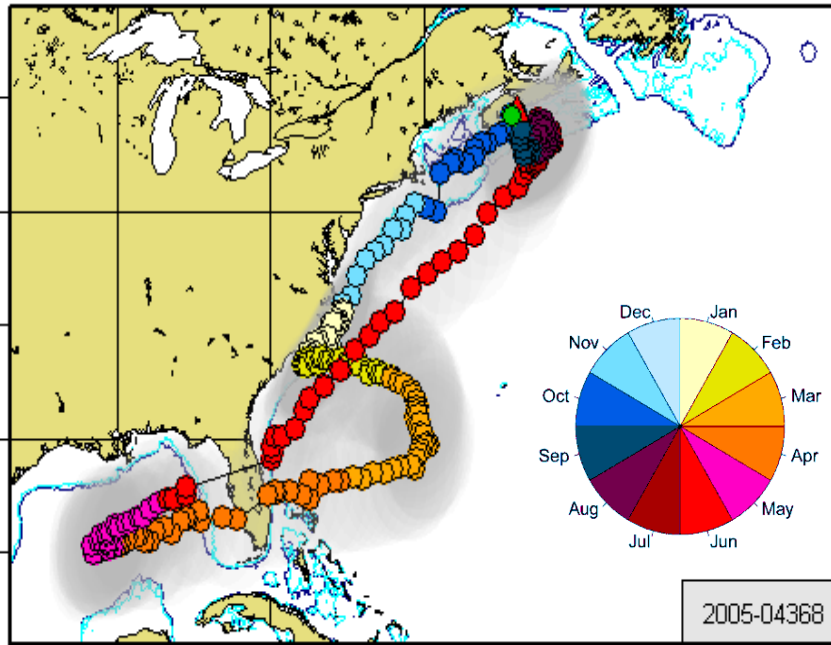 Dec
Jan
Nov
Feb
Oct
Mar
Sep
Apr
Aug
May
Jul
Jun
2005-04368